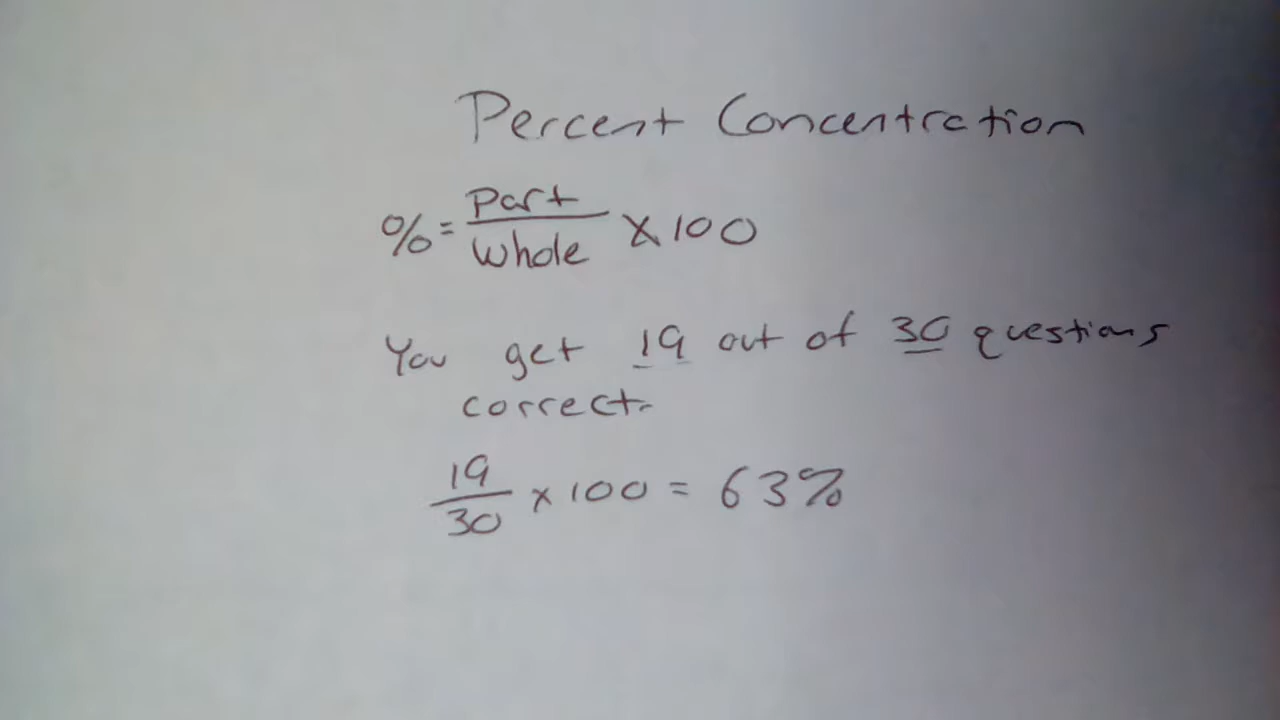 Percent Concentration
%= Part/Whole X 100
You get 19 out of 30 questions
correct.
19/30 x 100 = 63%